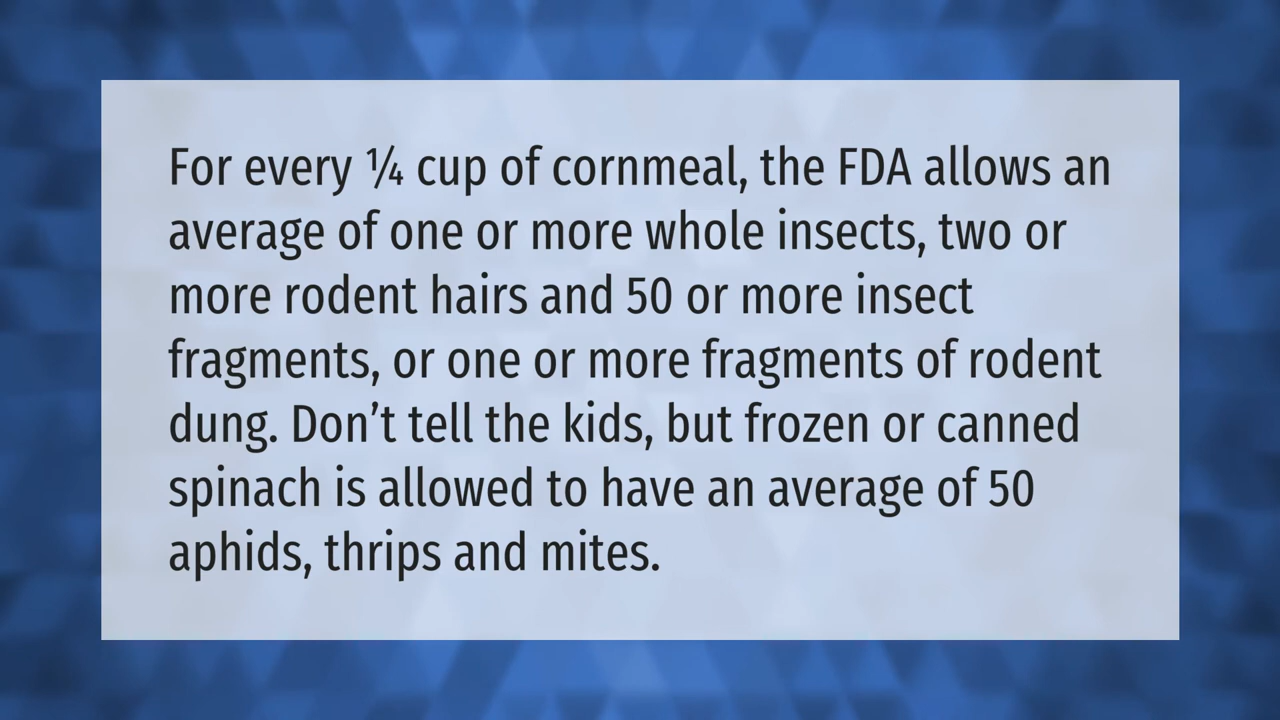 For every ¼ cup of cornmeal, the FDA allows an
average of one or more whole insects, two or
more rodent hairs and 50 or more insect
fragments, or one or more fragments of rodent
dung. Don’t tell the kids, but frozen or canned
spinach is allowed to have an average of 50
aphids, thrips and mites.